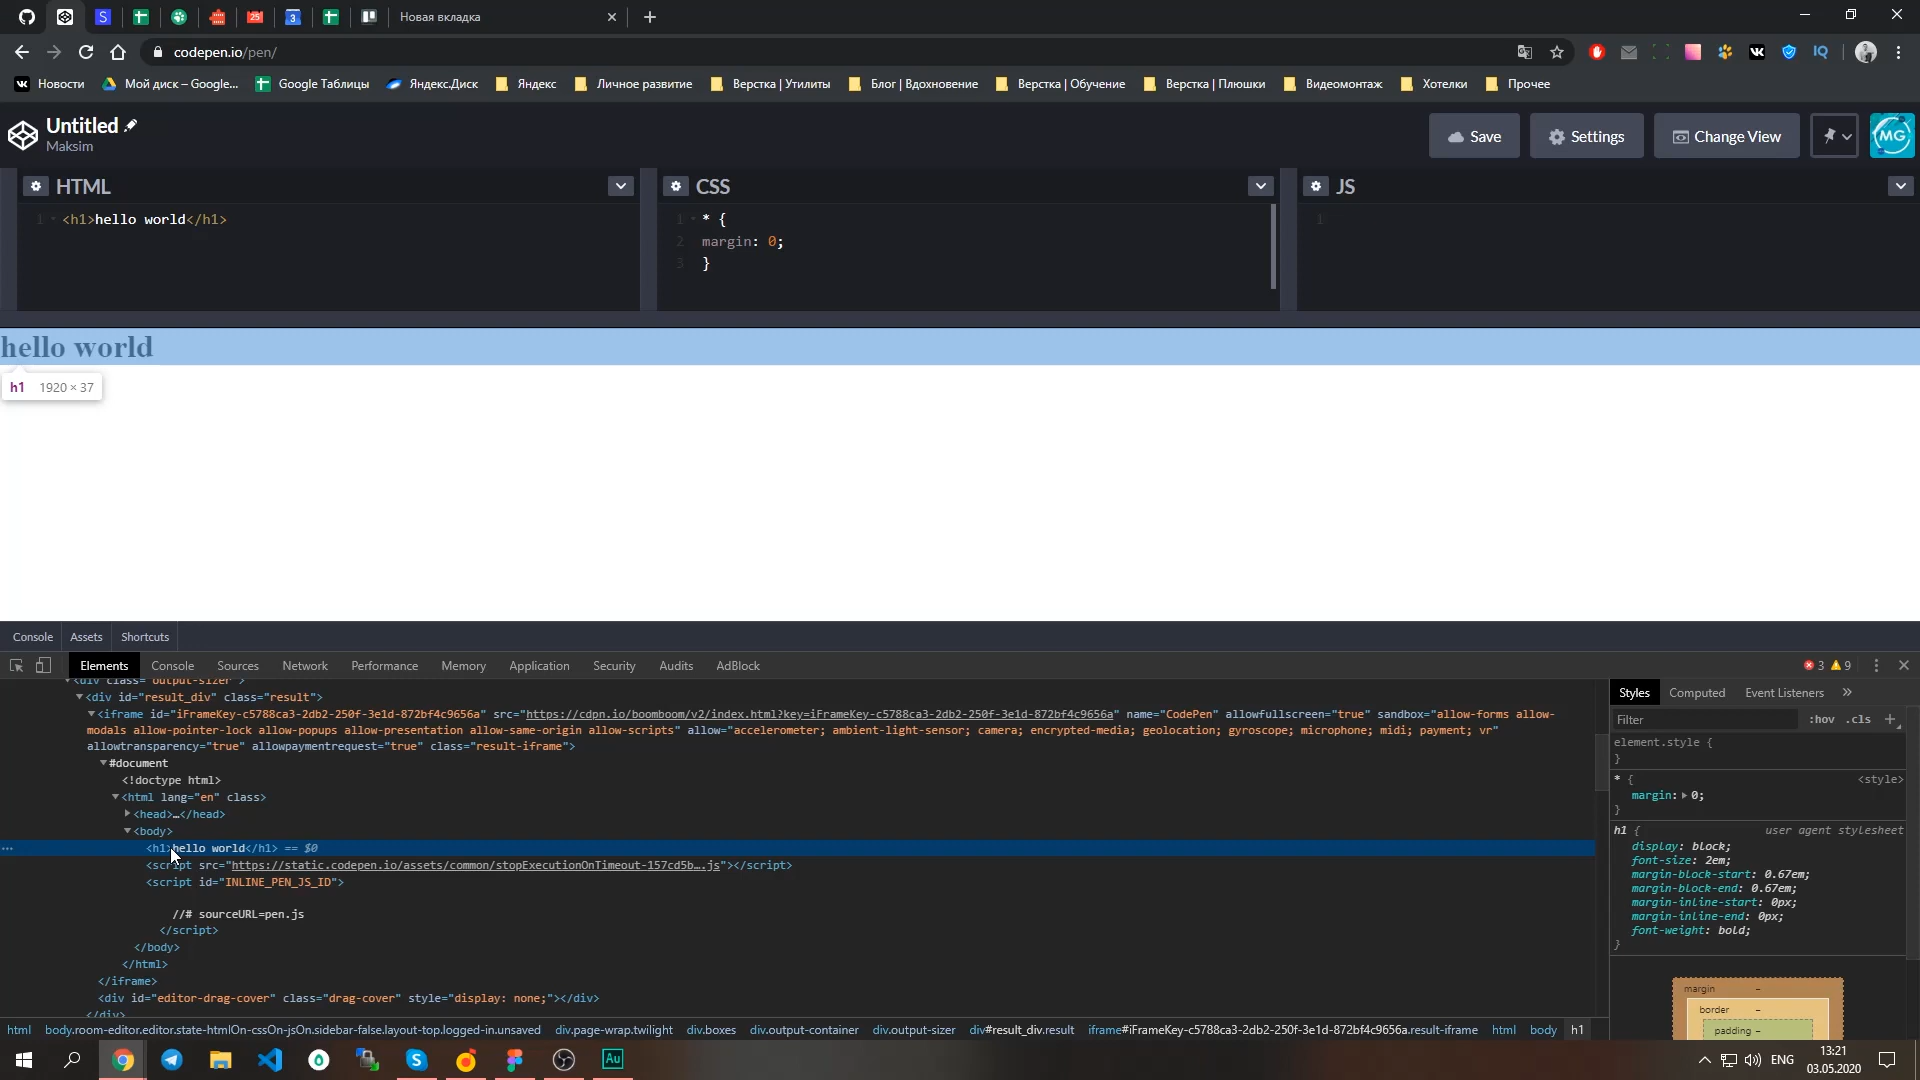 Новая вкладка
codepen.io/pen/
Новости Мой диск – Google... Google Таблицы Яндекс.Диск Яндекс Личное развитие Верстка | Утилиты Блог | Вдохновение Верстка | Обучение Верстка | Плюшки Видеомонтаж Хотелки Прочее
Untitled
Maksim
Save Settings Change View MG
HTML CSS JS
1 <h1>hello world</h1>
1 * {
2 margin: 0;
3 }
1
hello world
h1 1920 × 37
Console Assets Shortcuts
Elements Console Sources Network Performance Memory Application Security Audits AdBlock 3 9
<div class="output-sizer">
<div id="result_div" class="result">
<iframe id="iFrameKey-c5788ca3-2db2-250f-3e1d-872bf4c9656a" src="https://cdpn.io/boomboom/v2/index.html?key=iFrameKey-c5788ca3-2db2-250f-3e1d-872bf4c9656a" name="CodePen" allowfullscreen="true" sandbox="allow-forms allow-
modals allow-pointer-lock allow-popups allow-presentation allow-same-origin allow-scripts" allow="accelerometer; ambient-light-sensor; camera; encrypted-media; geolocation; gyroscope; microphone; midi; payment; vr"
allowtransparency="true" allowpaymentrequest="true" class="result-iframe">
#document
<!doctype html>
<html lang="en" class>
<head>…</head>
<body>
<h1>hello world</h1> == $0
<script src="https://static.codepen.io/assets/common/stopExecutionOnTimeout-157cd5b….js"></script>
<script id="INLINE_PEN_JS_ID">
//# sourceURL=pen.js
</script>
</body>
</html>
</iframe>
<div id="editor-drag-cover" class="drag-cover" style="display: none;"></div>
</div>
Styles Computed Event Listeners »
Filter :hov .cls +
element.style {
}
* { <style>
margin: 0;
}
h1 { user agent stylesheet
display: block;
font-size: 2em;
margin-block-start: 0.67em;
margin-block-end: 0.67em;
margin-inline-start: 0px;
margin-inline-end: 0px;
font-weight: bold;
}
margin –
border –
padding –
html body.room-editor.editor.state-htmlOn-cssOn-jsOn.sidebar-false.layout-top.logged-in.unsaved div.page-wrap.twilight div.boxes div.output-container div.output-sizer div#result_div.result iframe#iFrameKey-c5788ca3-2db2-250f-3e1d-872bf4c9656a.result-iframe html body h1
Au ENG 13:21
03.05.2020